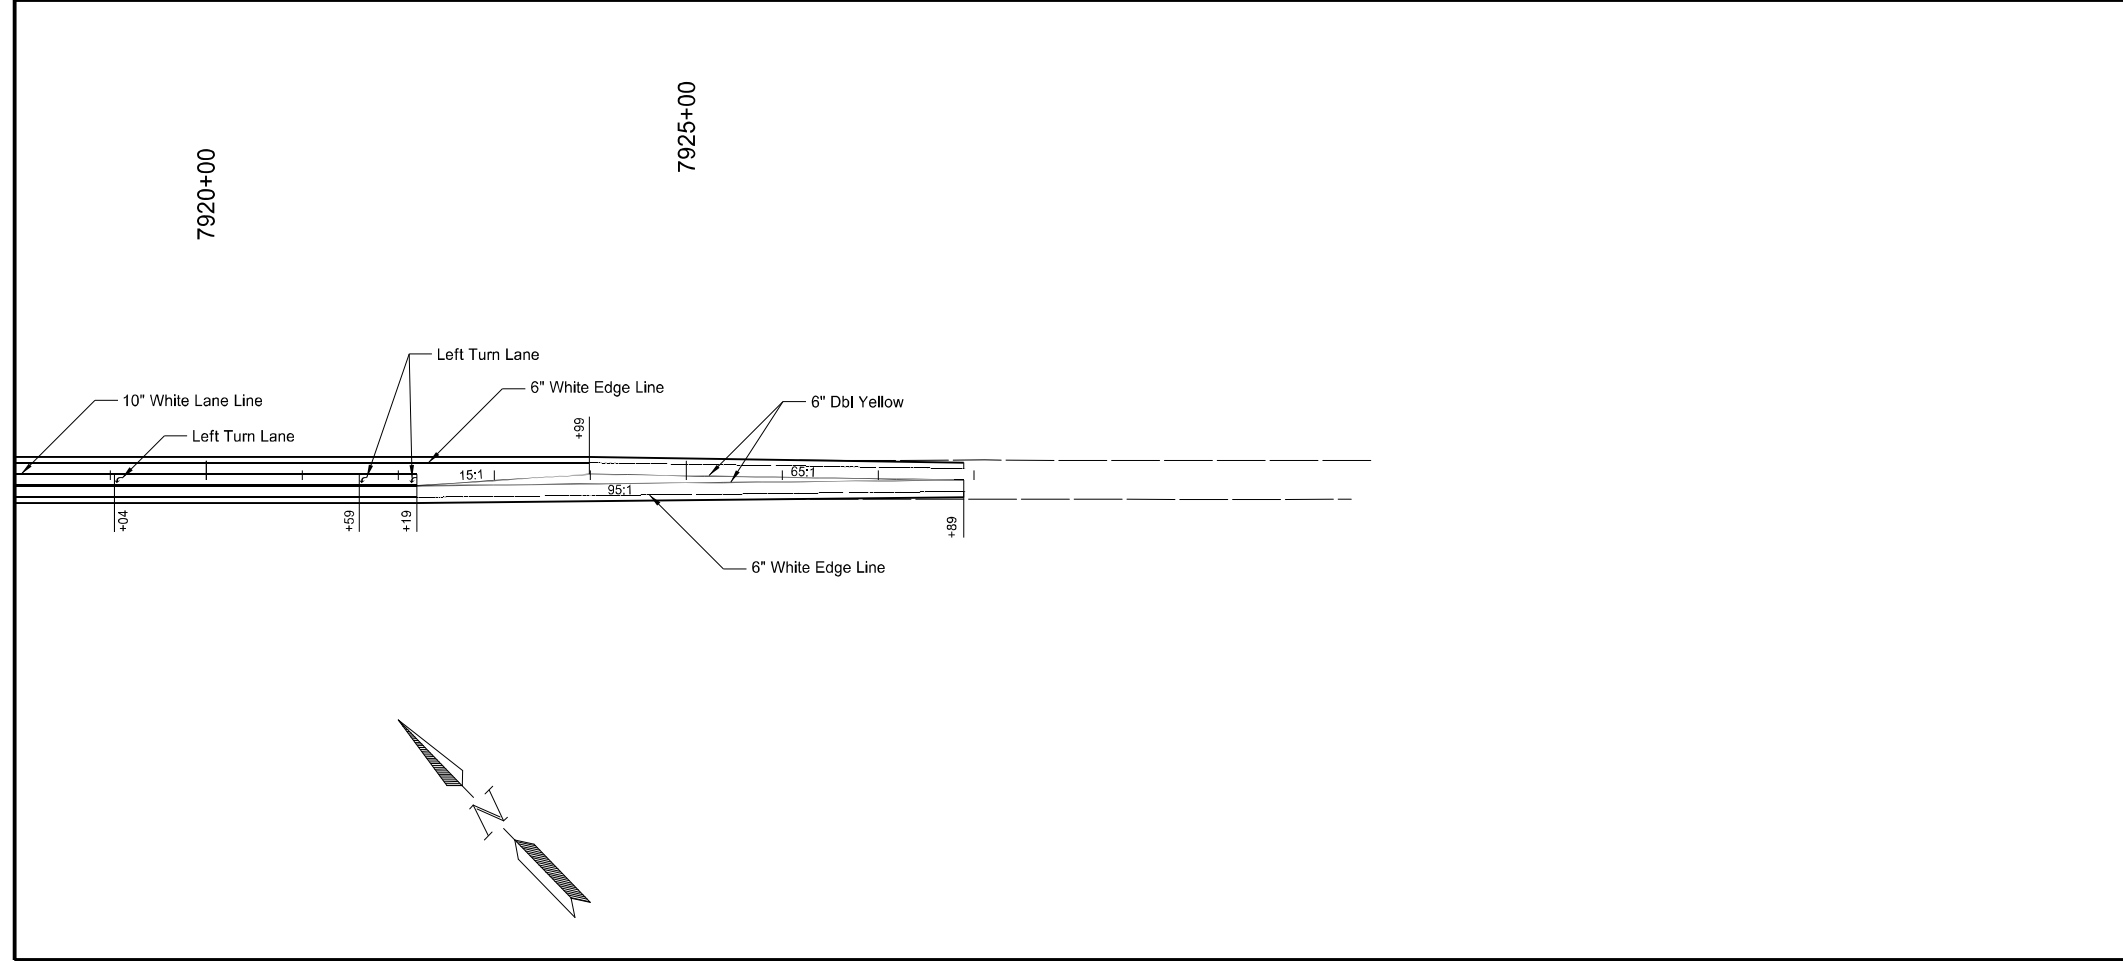 7925+00
7920+00
Left Turn Lane
6" White Edge Line
10" White Lane Line
6" Dbl Yellow
Left Turn Lane
+99
15:1
65:1
95:1
+04
+59
+19
+89
6" White Edge Line
N